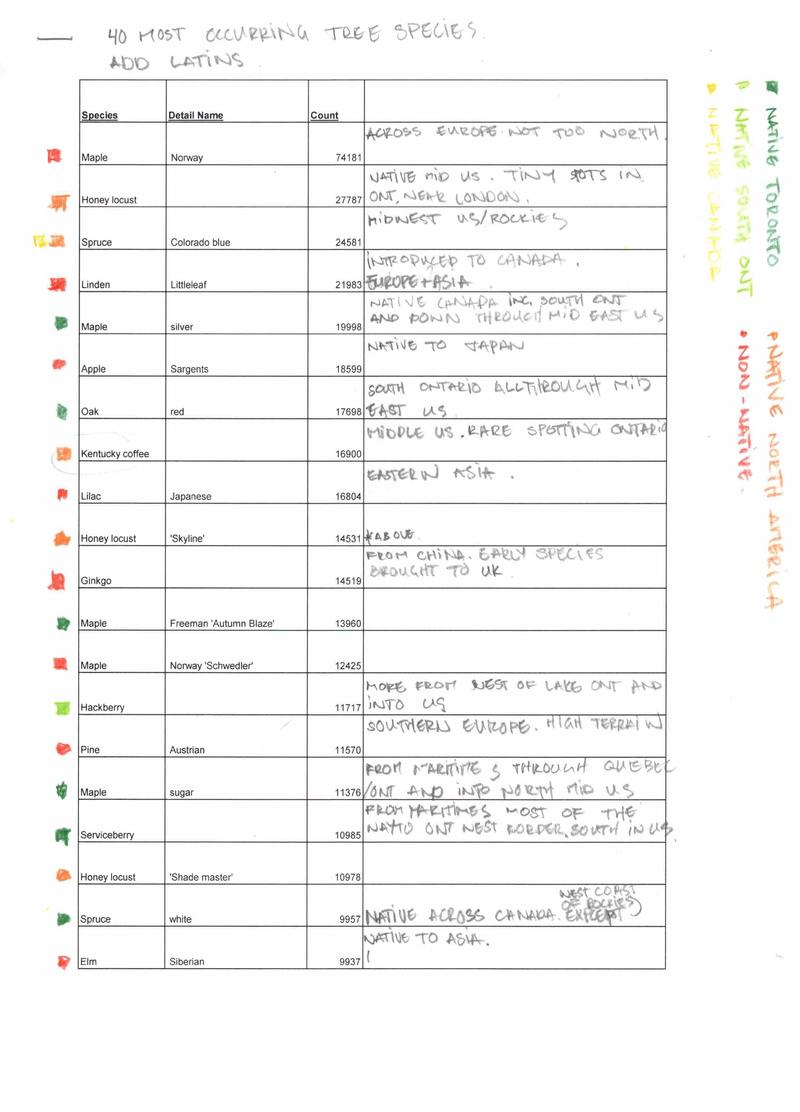 40 MOST OCCURRING TREE SPECIES.
ADD LATINS.
Species Detail Name Count
ACROSS EUROPE. NOT TOO NORTH.
Maple Norway 74181
NATIVE MID US. TINY SPOTS IN
Honey locust 27787 ONT, NEAR LONDON.
MIDWEST US/ROCKIES
Spruce Colorado blue 24581
INTRODUCED TO CANADA.
Linden Littleleaf 21983 EUROPE + ASIA
NATIVE CANADA INC. SOUTH ONT
Maple silver 19998 AND DOWN THROUGH MID EAST US
NATIVE TO JAPAN
Apple Sargents 18599
SOUTH ONTARIO ALL THROUGH MID
Oak red 17698 EAST US
MIDDLE US. RARE SPOTTING ONTARIO
Kentucky coffee 16900
EASTERN ASIA.
Lilac Japanese 16804
Honey locust 'Skyline' 14531 *ABOVE.
FROM CHINA. EARLY SPECIES
Ginkgo 14519 BROUGHT TO UK.
Maple Freeman 'Autumn Blaze' 13960
Maple Norway 'Schwedler' 12425
MORE FROM WEST OF LAKE ONT AND
Hackberry 11717 INTO US
SOUTHERN EUROPE. HIGH TERRAIN
Pine Austrian 11570
FROM MARITIMES THROUGH QUEBEC
Maple sugar 11376 /ONT AND INTO NORTH MID US
FROM MARITIMES MOST OF THE
Serviceberry 10985 ONT WEST BORDER, SOUTH IN US.
Honey locust 'Shade master' 10978
WEST COAST
OF ROCKIES)
Spruce white 9957 NATIVE ACROSS CANADA. EXCEPT
NATIVE TO ASIA.
Elm Siberian 9937
NATIVE TORONTO
NATIVE SOUTH ONT
NATIVE CANADA
NATIVE NORTH AMERICA
NON-NATIVE.